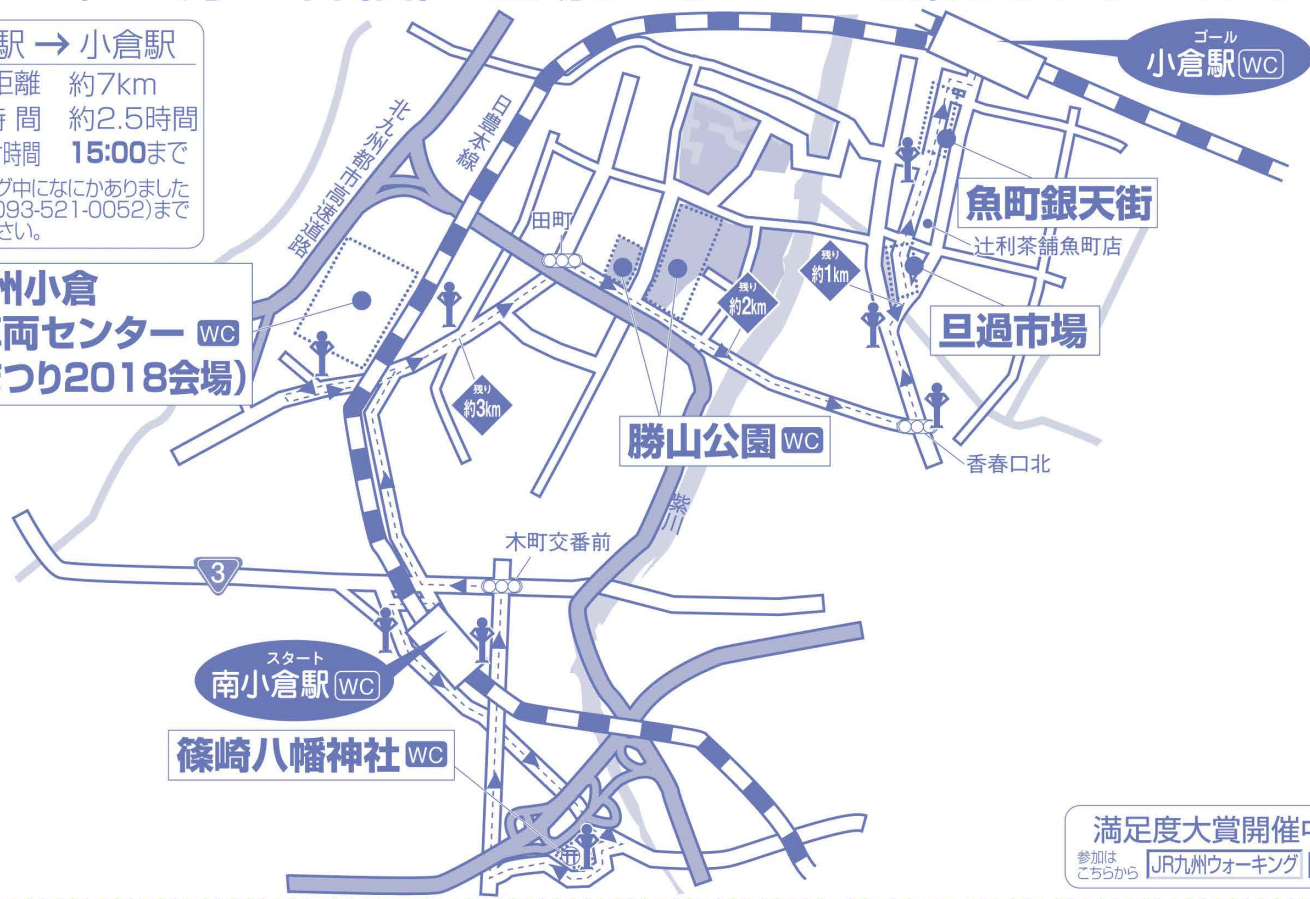 駅 → 小倉駅
距離 約7km
時間 約2.5時間
時間 15:00まで
グ中になにかありました
093-521-0052)まで
さい。
ゴール
小倉駅 WC
北九州都市高速道路
日豊本線
田町
魚町銀天街
辻利茶舗魚町店
残り
約1km
残り
約2km
旦過市場
州小倉
車両センター WC
まつり2018会場)
残り
約3km
勝山公園 WC
香春口北
紫川
木町交番前
3
スタート
南小倉駅 WC
篠崎八幡神社 WC
満足度大賞開催中
参加は
こちらから
JR九州ウォーキング